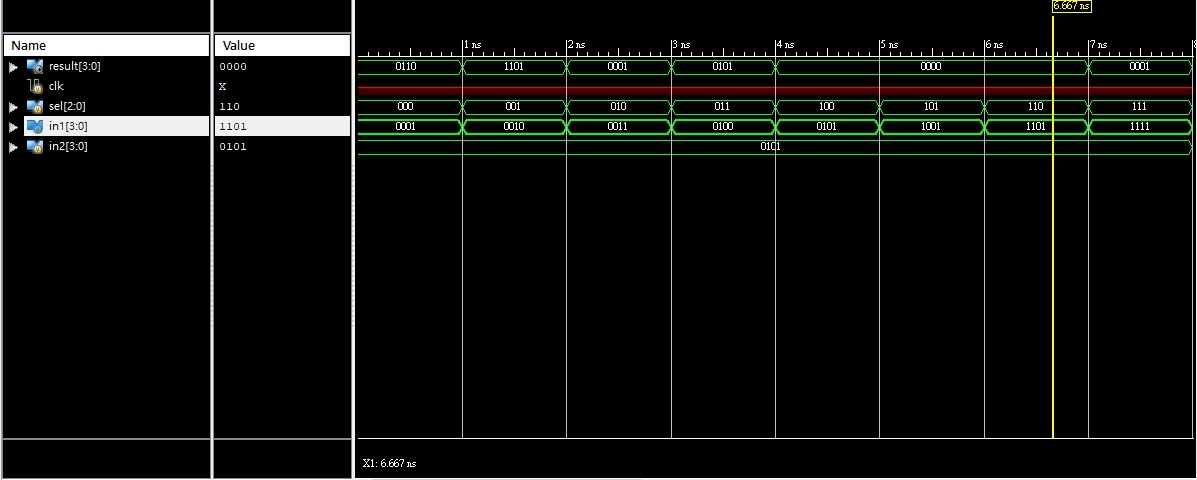 6.667 ns
Name Value
1 ns 2 ns 3 ns 4 ns 5 ns 6 ns 7 ns 8
result[3:0] 0000 0110 1101 0001 0101 0000 0001
clk X
sel[2:0] 110 000 001 010 011 100 101 110 111
in1[3:0] 1101 0001 0010 0011 0100 0101 1001 1101 1111
in2[3:0] 0101 0101
X1: 6.667 ns